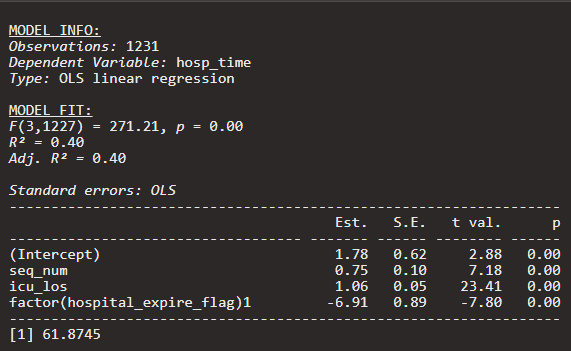 MODEL INFO:
Observations: 1231
Dependent Variable: hosp_time
Type: OLS linear regression
MODEL FIT:
F(3,1227) = 271.21, p = 0.00
R² = 0.40
Adj. R² = 0.40
Standard errors: OLS
Est. S.E. t val. p
(Intercept) 1.78 0.62 2.88 0.00
seq_num 0.75 0.10 7.18 0.00
icu_los 1.06 0.05 23.41 0.00
factor(hospital_expire_flag)1 -6.91 0.89 -7.80 0.00
[1] 61.8745